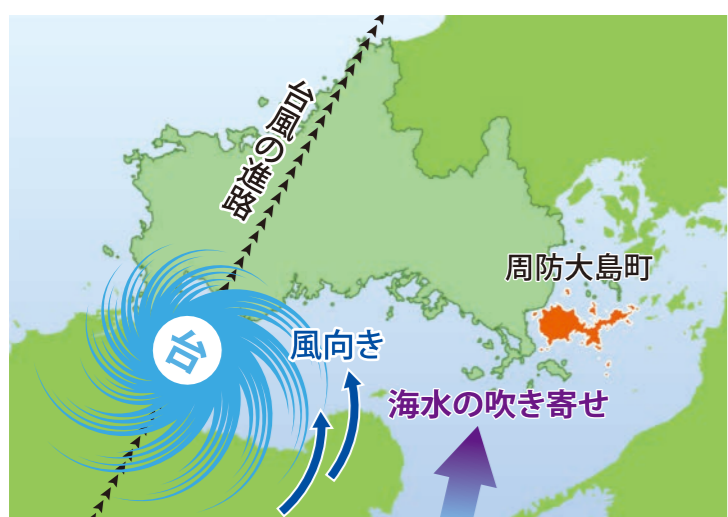 台風の進路
周防大島町
台
風向き
海水の吹き寄せ